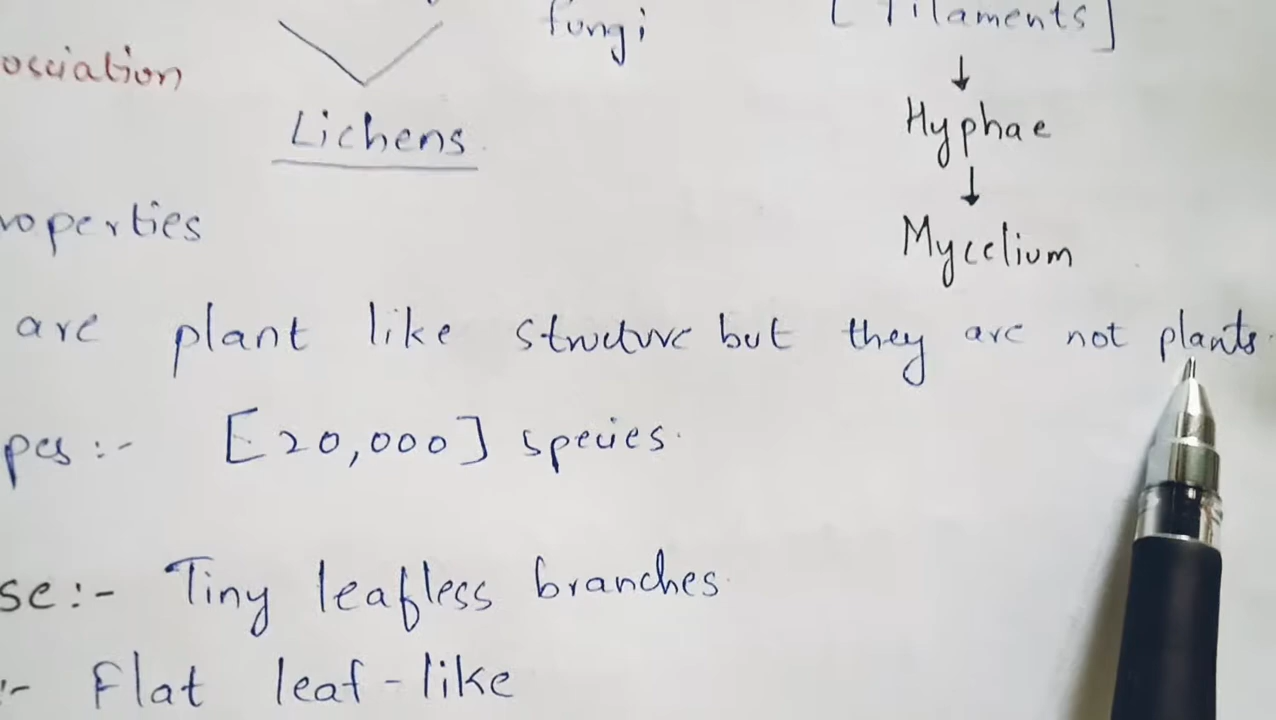 fungi
[ Filaments ]
↓
osciation
Lichens
Hyphae
↓
Mycelium
roperties
are plant like structure but they are not plants.
pes :- [20,000] species.
se :- Tiny leafless branches.
:- Flat leaf-like